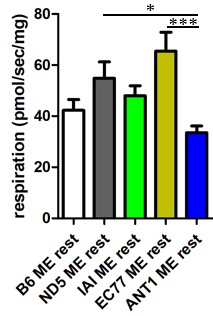 *
***
80
60
40
20
0
respiration (pmol/sec/mg)
B6 ME rest
ND5 ME rest
IAI ME rest
EC77 ME rest
ANT1 ME rest